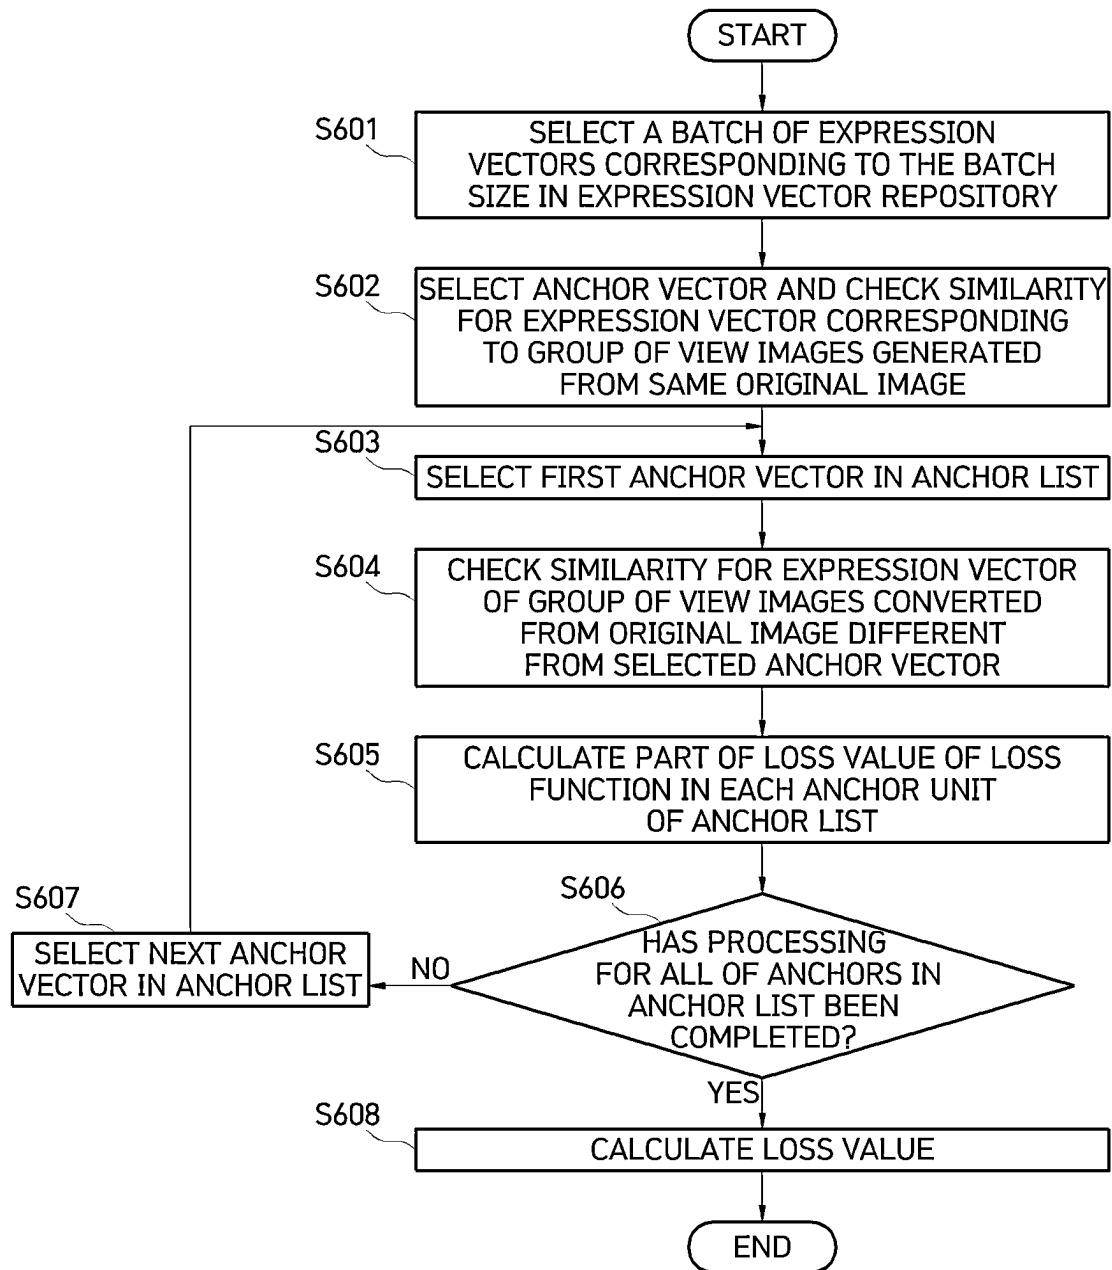 START
S601
SELECT A BATCH OF EXPRESSION
VECTORS CORRESPONDING TO THE BATCH
SIZE IN EXPRESSION VECTOR REPOSITORY
S602
SELECT ANCHOR VECTOR AND CHECK SIMILARITY
FOR EXPRESSION VECTOR CORRESPONDING
TO GROUP OF VIEW IMAGES GENERATED
FROM SAME ORIGINAL IMAGE
S603
SELECT FIRST ANCHOR VECTOR IN ANCHOR LIST
S604
CHECK SIMILARITY FOR EXPRESSION VECTOR
OF GROUP OF VIEW IMAGES CONVERTED
FROM ORIGINAL IMAGE DIFFERENT
FROM SELECTED ANCHOR VECTOR
S605
CALCULATE PART OF LOSS VALUE OF LOSS
FUNCTION IN EACH ANCHOR UNIT
OF ANCHOR LIST
S606
HAS PROCESSING
FOR ALL OF ANCHORS IN
ANCHOR LIST BEEN
COMPLETED?
NO
S607
SELECT NEXT ANCHOR
VECTOR IN ANCHOR LIST
YES
S608
CALCULATE LOSS VALUE
END